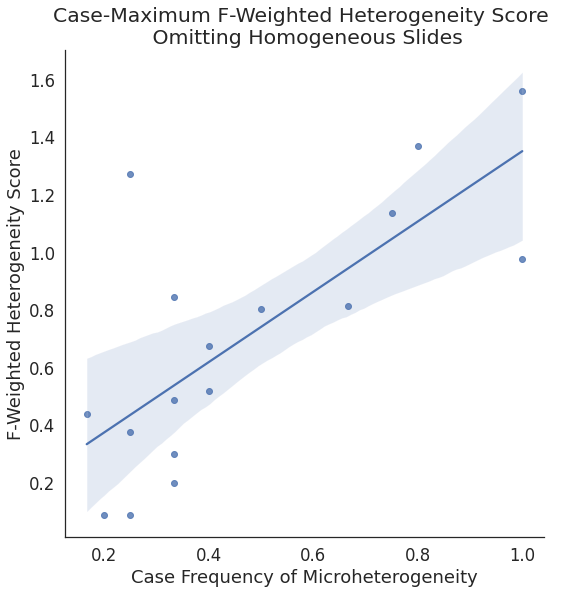 Case-Maximum F-Weighted Heterogeneity Score
Omitting Homogeneous Slides
F-Weighted Heterogeneity Score
1.6
1.4
1.2
1.0
0.8
0.6
0.4
0.2
0.2 0.4 0.6 0.8 1.0
Case Frequency of Microheterogeneity